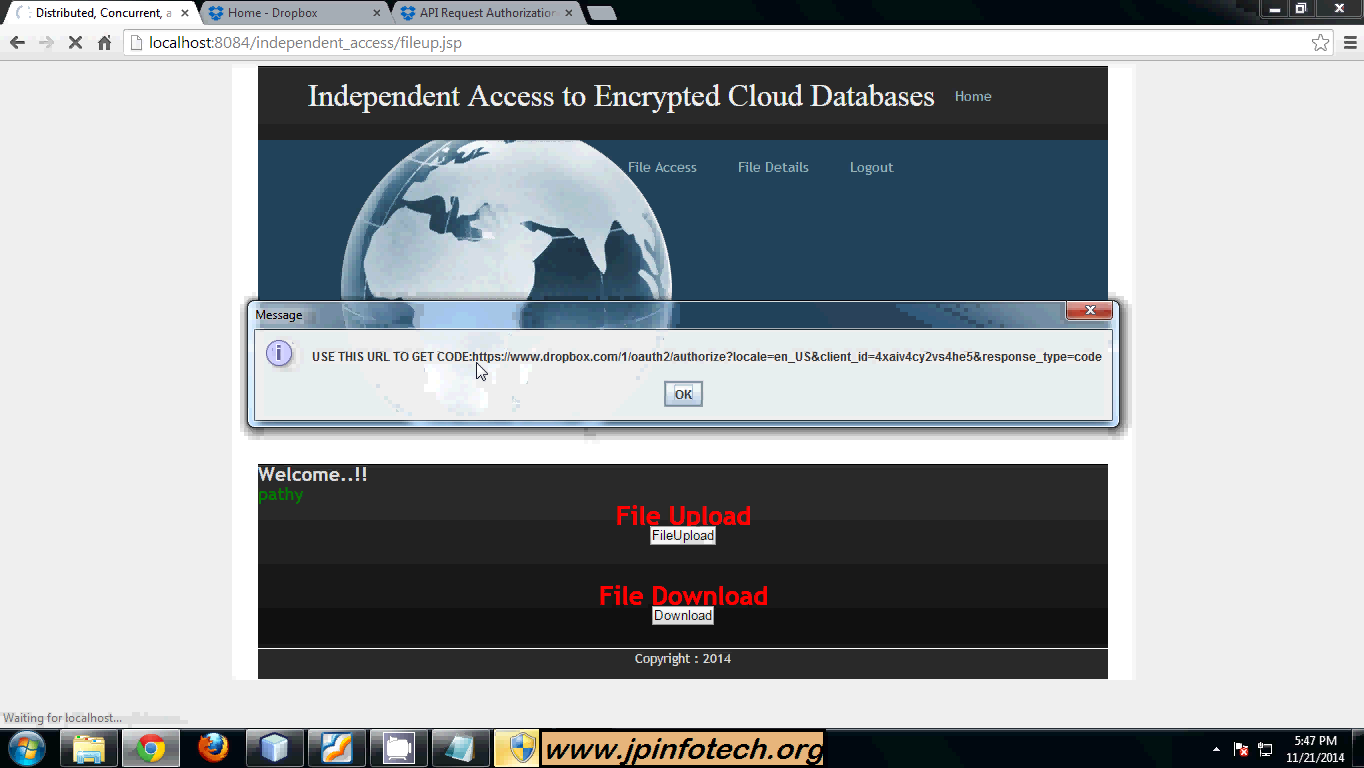 Distributed, Concurrent, a
Home - Dropbox
API Request Authorization
localhost:8084/independent_access/fileup.jsp
Independent Access to Encrypted Cloud Databases
Home
File Access
File Details
Logout
Message
USE THIS URL TO GET CODE:https://www.dropbox.com/1/oauth2/authorize?locale=en_US&client_id=4xaiv4cy2vs4he5&response_type=code
OK
Welcome..!!
pathy
File Upload
FileUpload
File Download
Download
Copyright : 2014
Waiting for localhost...
www.jpinfotech.org
5:47 PM
11/21/2014